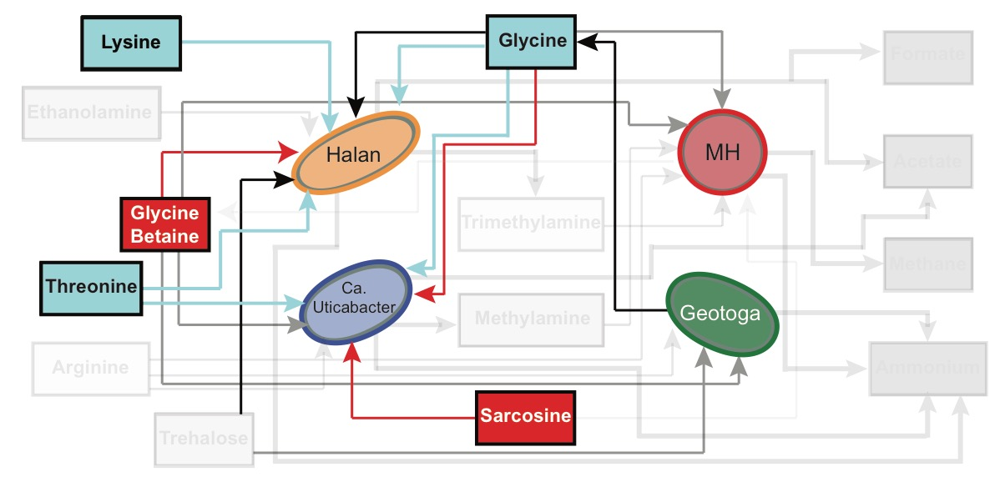 Lysine
Glycine
Formate
Ethanolamine
Halan
MH
Acetate
Glycine
Betaine
Trimethylamine
Methane
Threonine
Ca.
Uticabacter
Methylamine
Geotoga
Arginine
Ammonium
Sarcosine
Trehalose